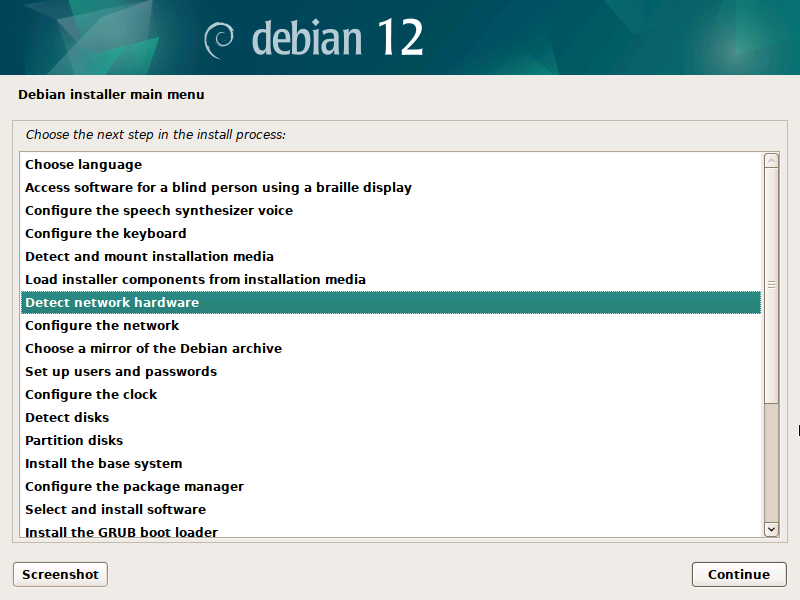 debian 12
Debian installer main menu
Choose the next step in the install process:
Choose language
Access software for a blind person using a braille display
Configure the speech synthesizer voice
Configure the keyboard
Detect and mount installation media
Load installer components from installation media
Detect network hardware
Configure the network
Choose a mirror of the Debian archive
Set up users and passwords
Configure the clock
Detect disks
Partition disks
Install the base system
Configure the package manager
Select and install software
Install the GRUB boot loader
Screenshot
Continue